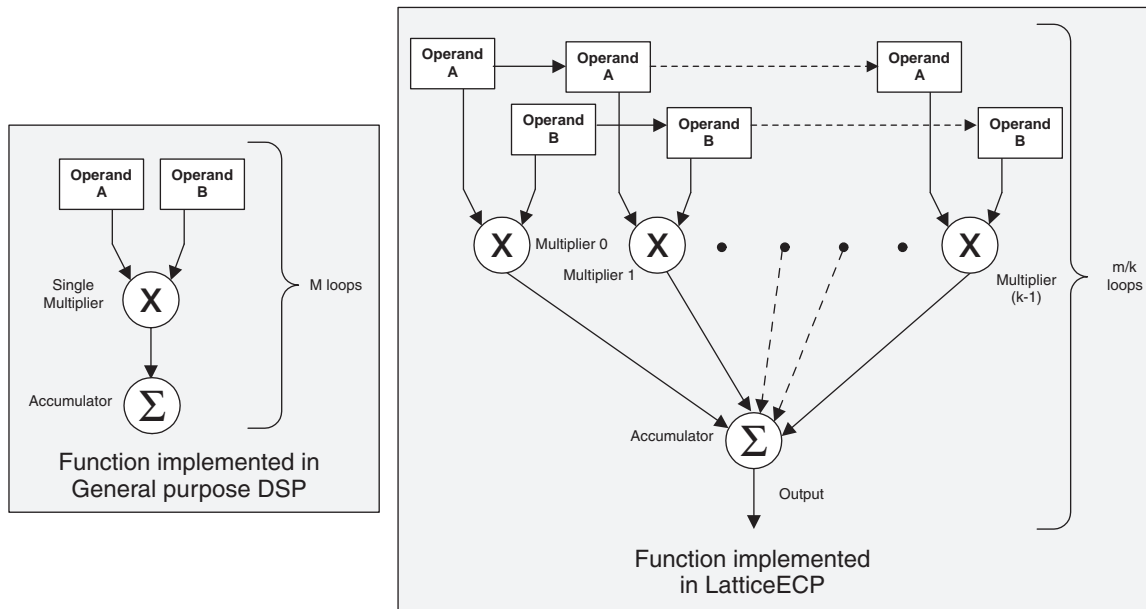 Operand
A
Operand
B
Single
Multiplier
X
M loops
Accumulator
Σ
Function implemented in
General purpose DSP
Operand
A
Operand
A
Operand
A
Operand
B
Operand
B
Operand
B
X
Multiplier 0
Multiplier 1
X
X
Multiplier
(k-1)
m/k
loops
Accumulator
Σ
Output
Function implemented
in LatticeECP